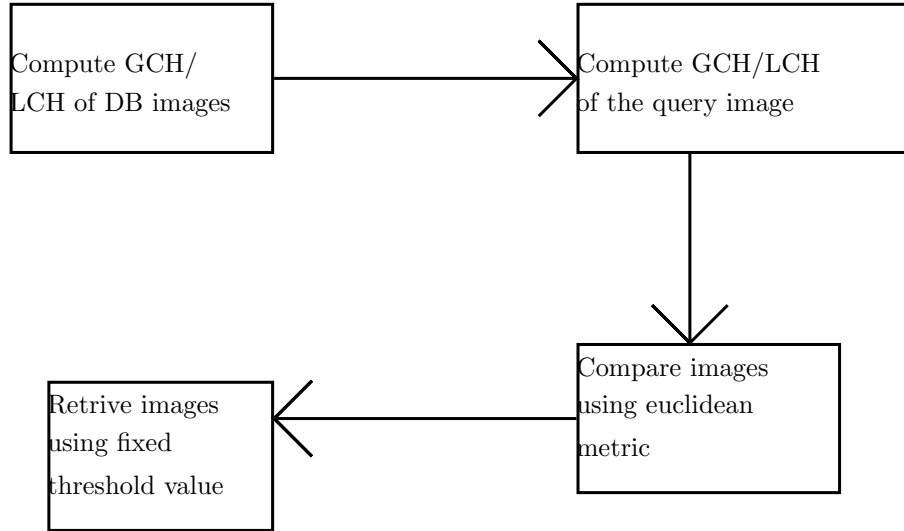 Compute GCH/
LCH of DB images
Compute GCH/LCH
of the query image
Compare images
using euclidean
metric
Retrive images
using fixed
threshold value